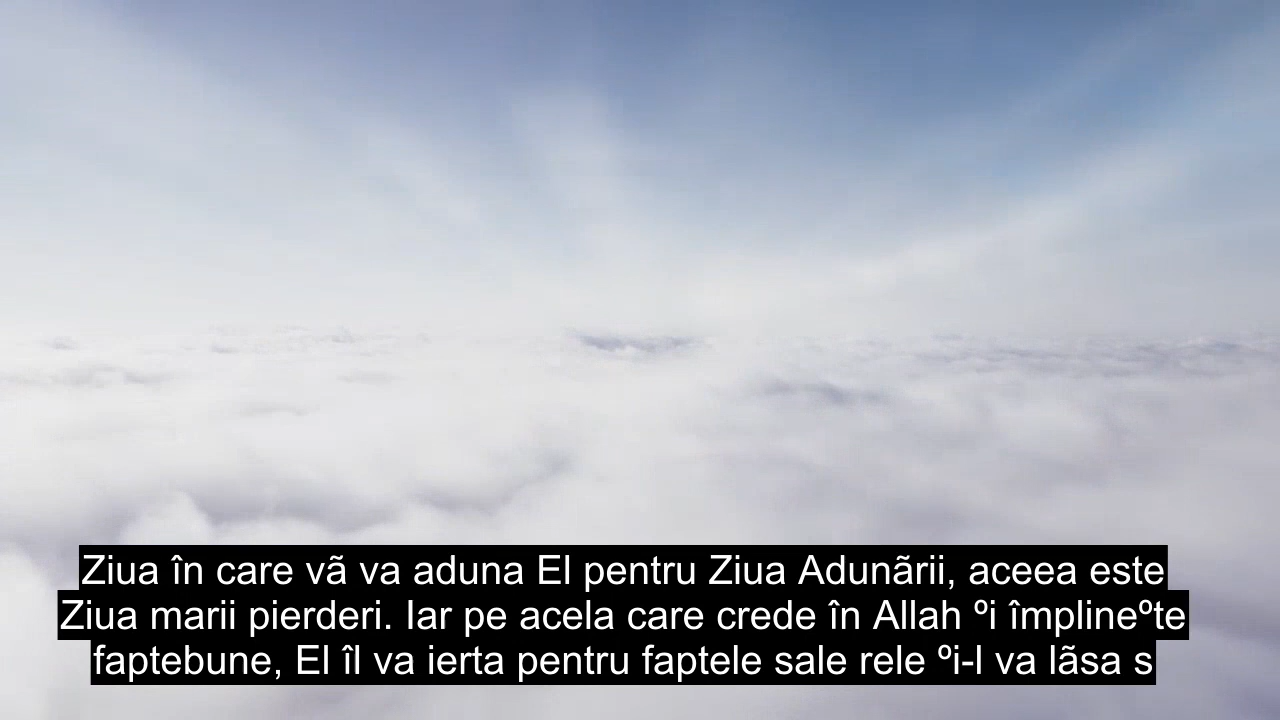 Ziua în care vã va aduna El pentru Ziua Adunãrii, aceea este
Ziua marii pierderi. Iar pe acela care crede în Allah ºi împlineºte
faptebune, El îl va ierta pentru faptele sale rele ºi-l va lãsa s